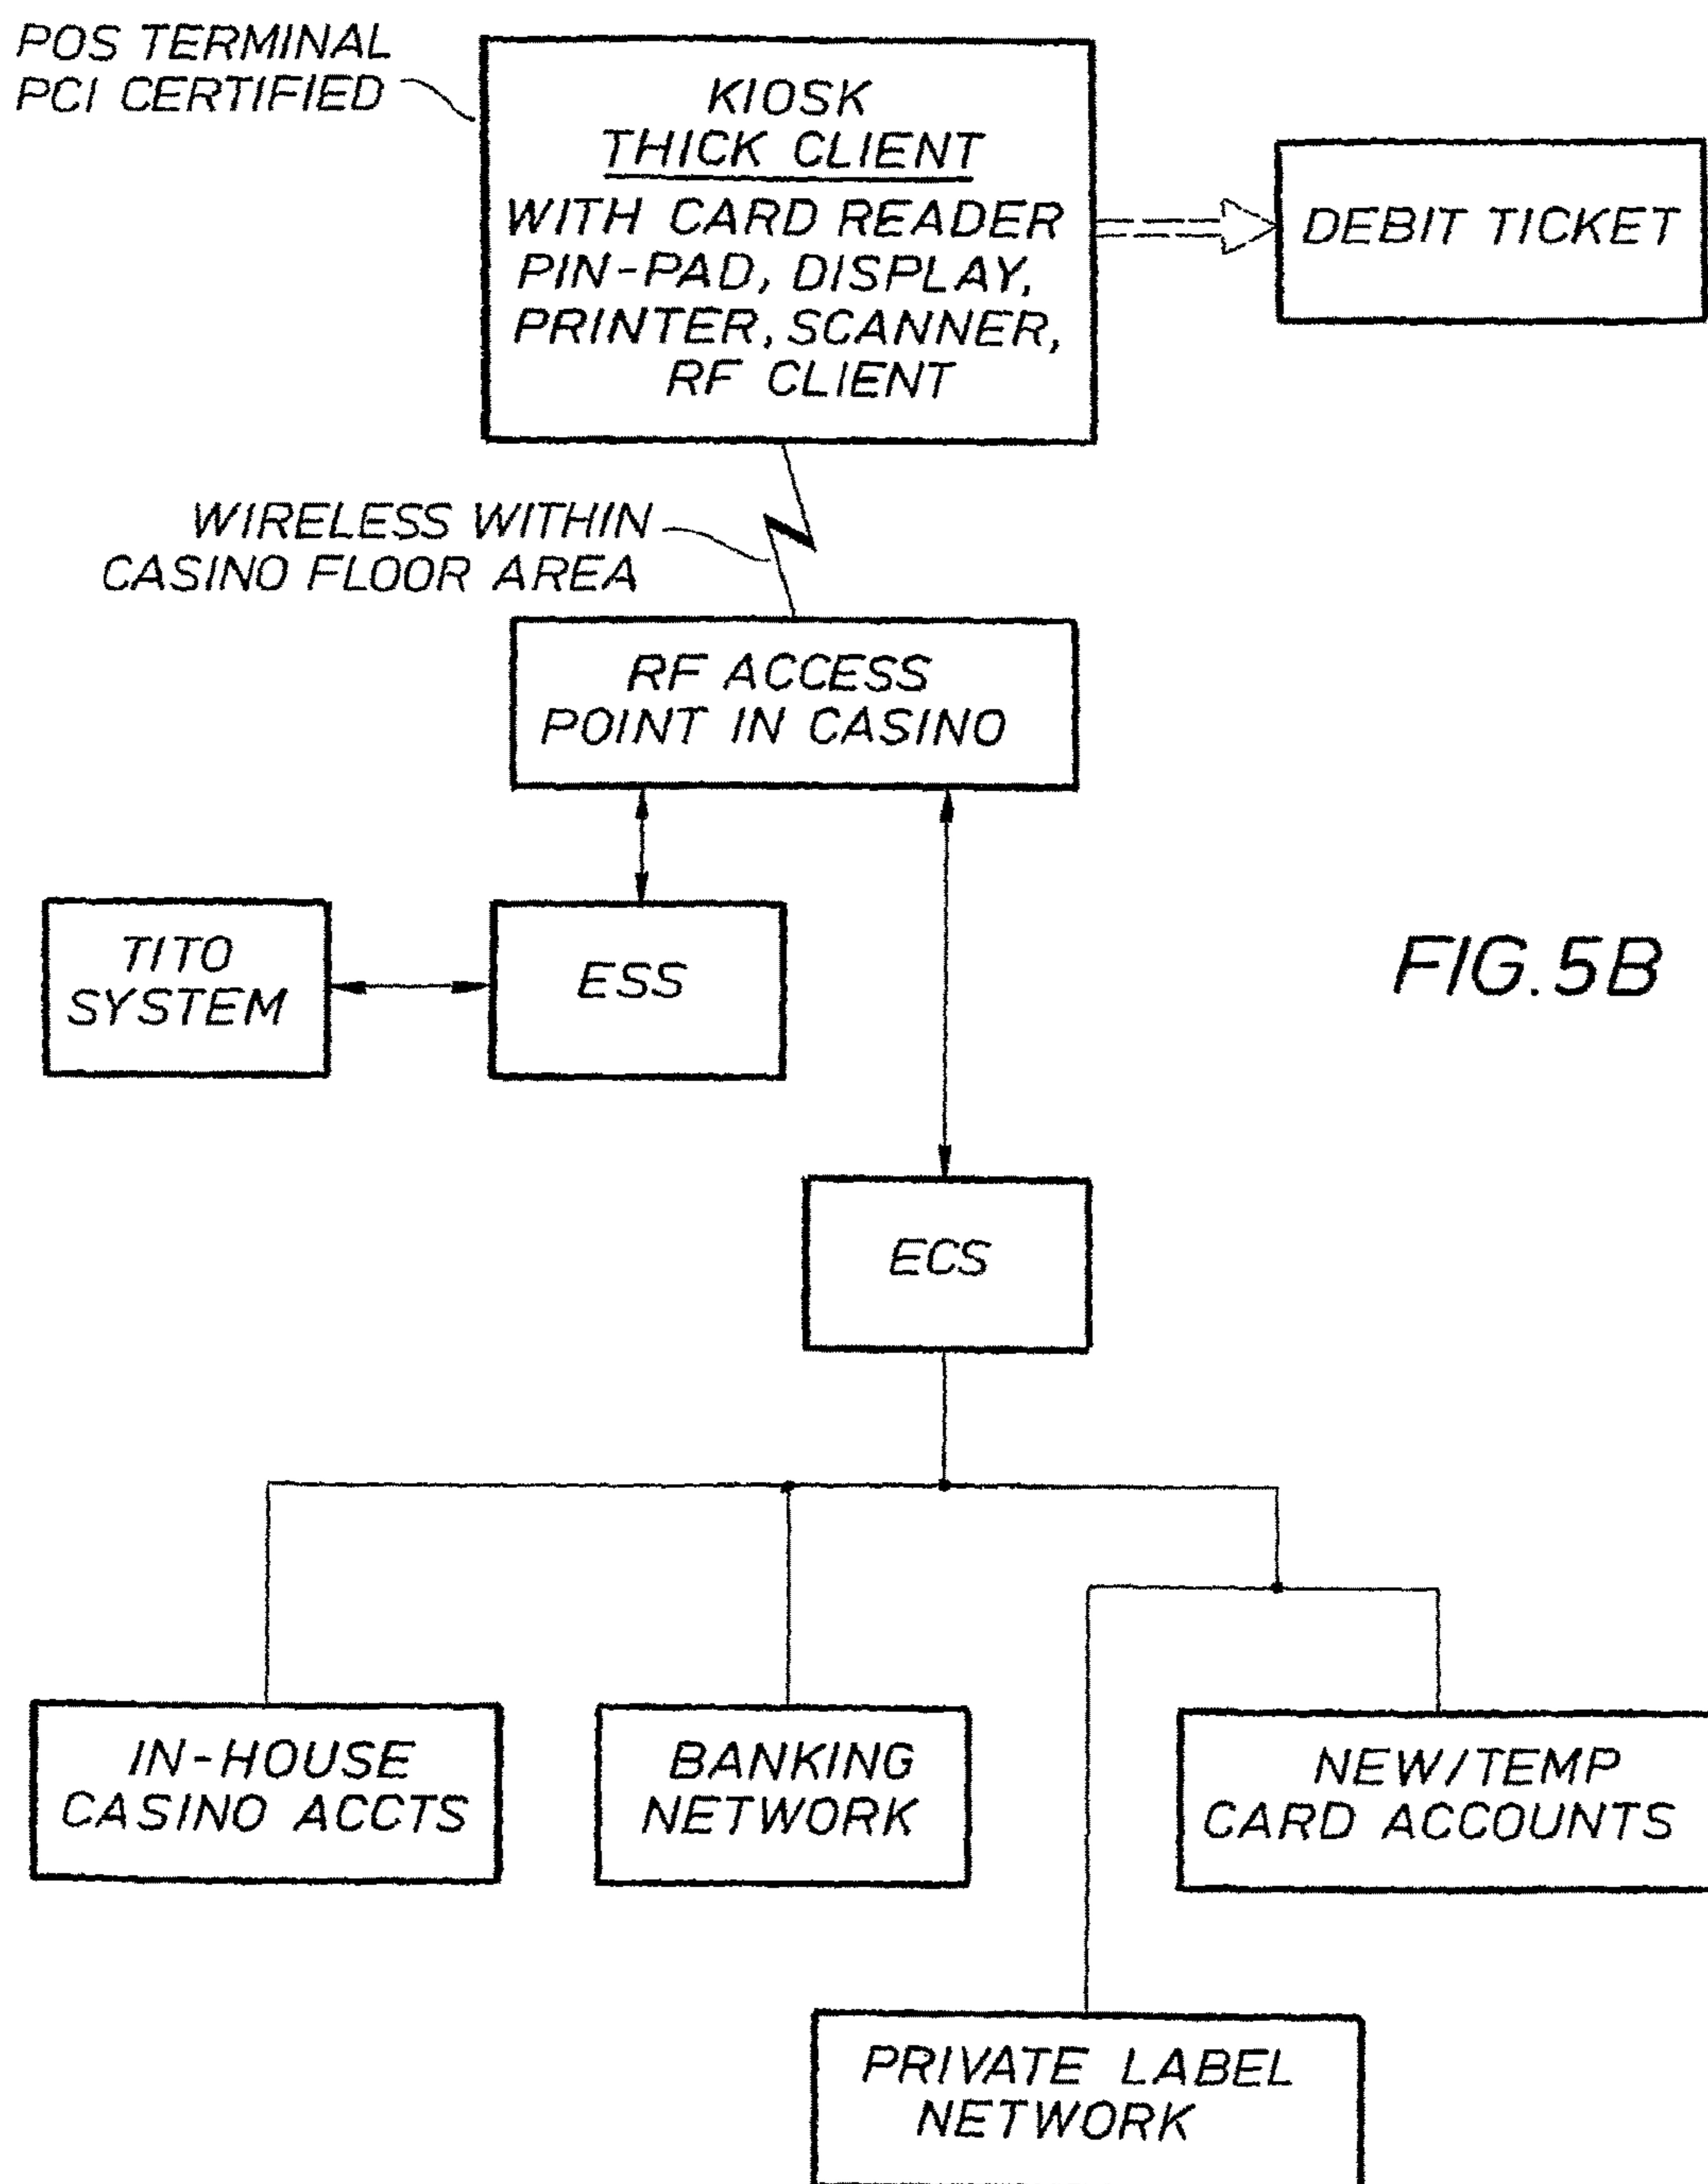 POS TERMINAL
PCI CERTIFIED
KIOSK
THICK CLIENT
WITH CARD READER
PIN-PAD, DISPLAY,
PRINTER, SCANNER,
RF CLIENT
DEBIT TICKET
WIRELESS WITHIN
CASINO FLOOR AREA
RF ACCESS
POINT IN CASINO
TITO
SYSTEM
ESS
FIG. 5B
ECS
IN-HOUSE
CASINO ACCTS
BANKING
NETWORK
NEW/TEMP
CARD ACCOUNTS
PRIVATE LABEL
NETWORK